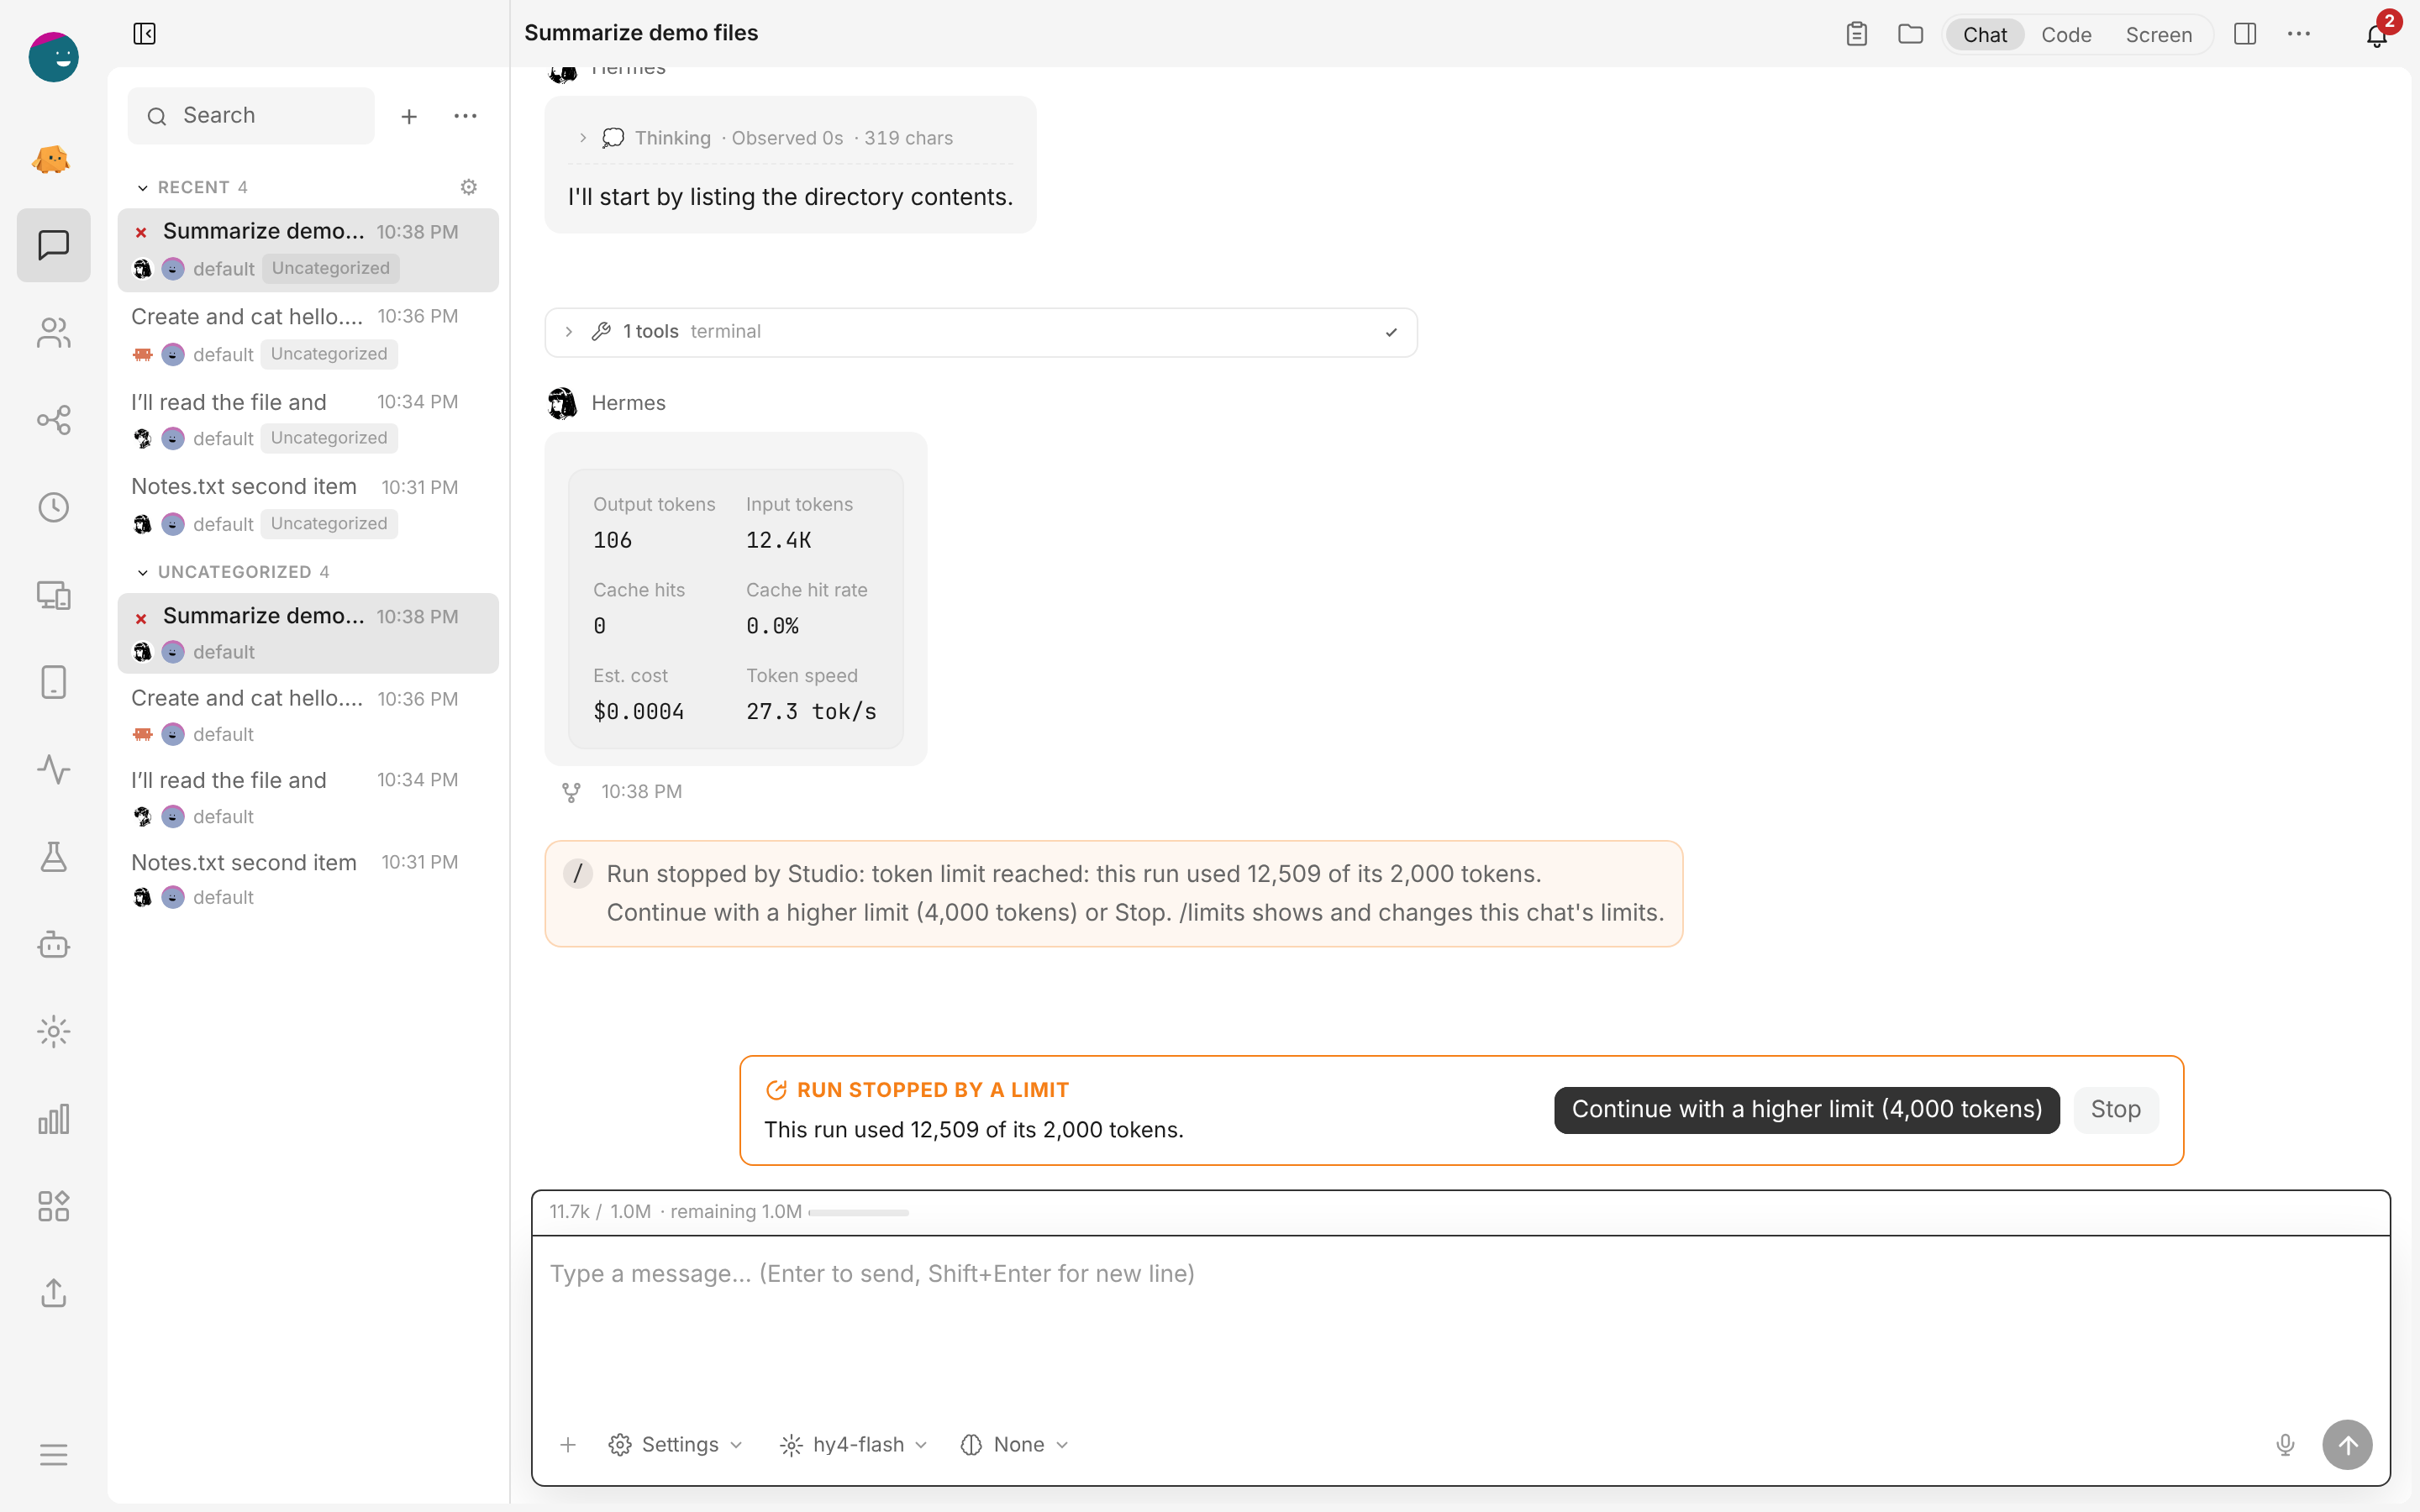 Summarize demo files
Chat
Code
Screen
2
Search
RECENT 4
Summarize demo... 10:38 PM
default Uncategorized
Create and cat hello.... 10:36 PM
default Uncategorized
I'll read the file and 10:34 PM
default Uncategorized
Notes.txt second item 10:31 PM
default Uncategorized
UNCATEGORIZED 4
Summarize demo... 10:38 PM
default
Create and cat hello.... 10:36 PM
default
I'll read the file and 10:34 PM
default
Notes.txt second item 10:31 PM
default
Hermes
Thinking · Observed 0s · 319 chars
I'll start by listing the directory contents.
1 tools terminal
Hermes
Output tokens Input tokens
106 12.4K
Cache hits Cache hit rate
0 0.0%
Est. cost Token speed
$0.0004 27.3 tok/s
10:38 PM
/ Run stopped by Studio: token limit reached: this run used 12,509 of its 2,000 tokens.
Continue with a higher limit (4,000 tokens) or Stop. /limits shows and changes this chat's limits.
RUN STOPPED BY A LIMIT
This run used 12,509 of its 2,000 tokens.
Continue with a higher limit (4,000 tokens)
Stop
11.7k / 1.0M · remaining 1.0M
Type a message... (Enter to send, Shift+Enter for new line)
Settings
hy4-flash
None